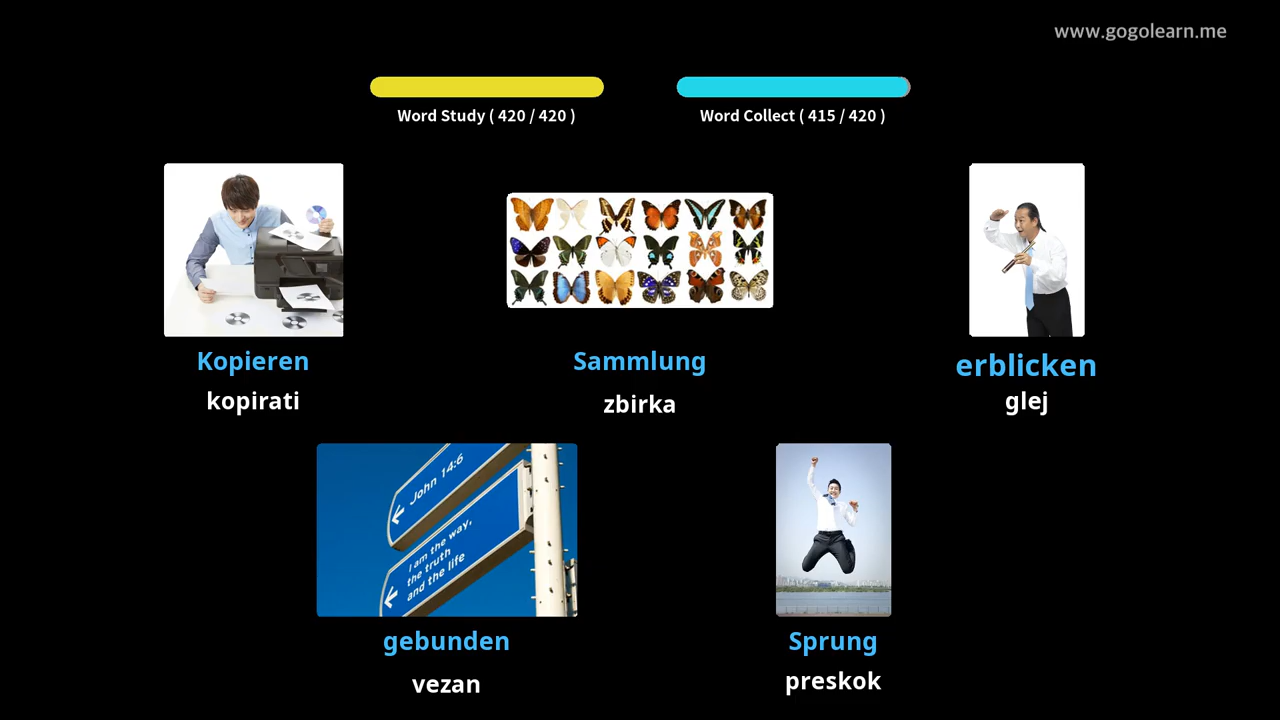 www.gogolearn.me
Word Study ( 420 / 420 )
Word Collect ( 415 / 420 )
Kopieren
kopirati
Sammlung
zbirka
erblicken
glej
John 14:6
I am the way,
the truth
and the life
gebunden
vezan
Sprung
preskok